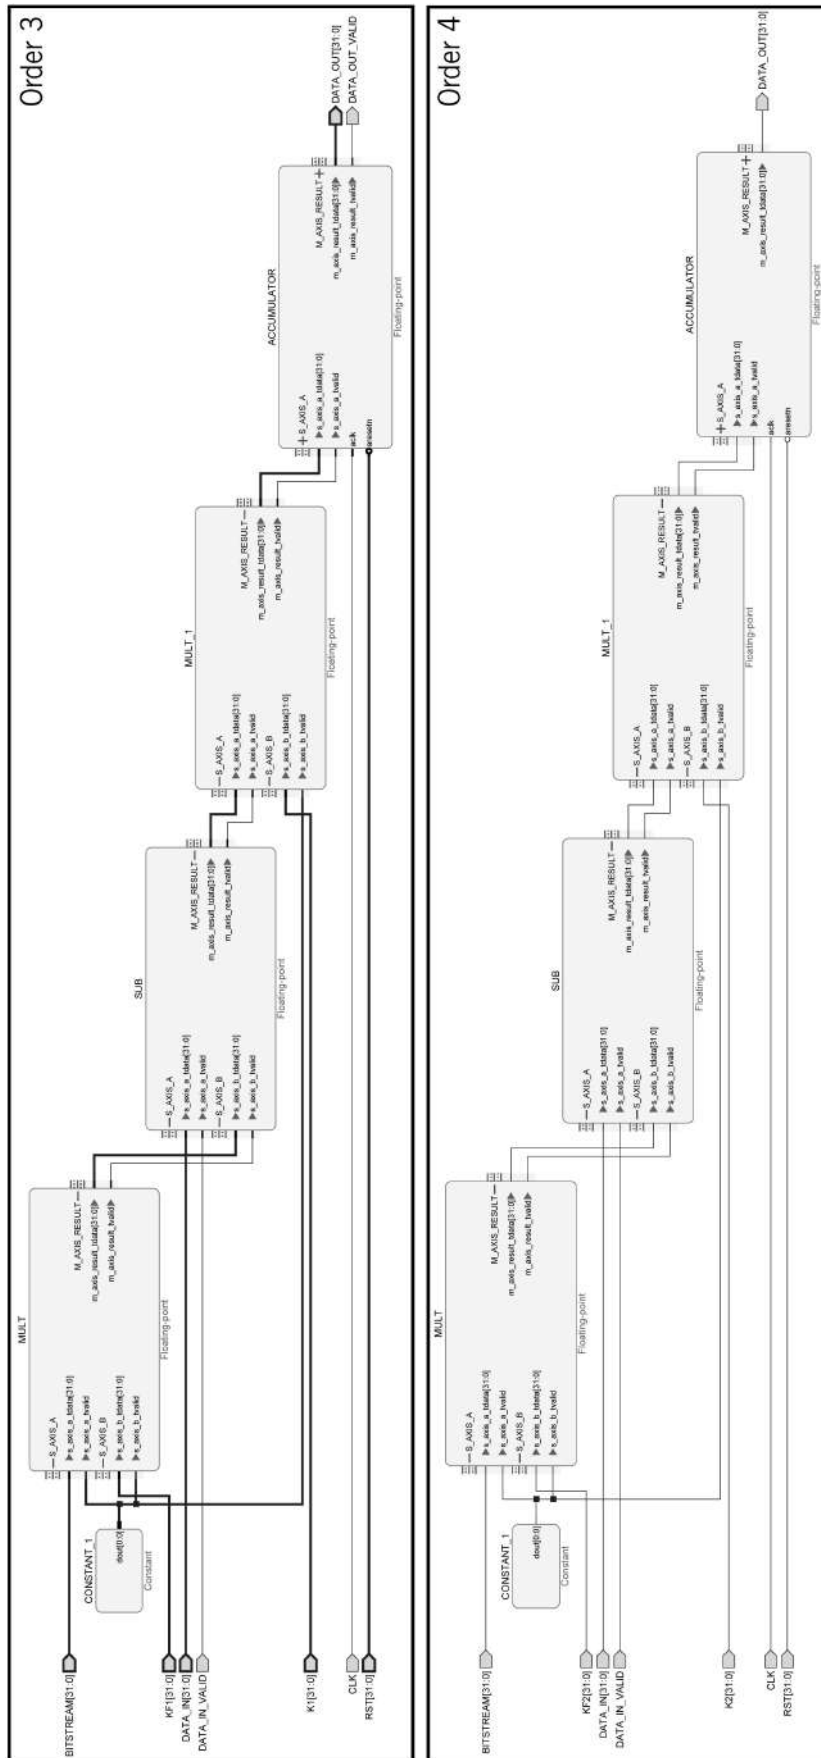 Order 3
BITSTREAM[31:0]
KF1[31:0]
DATA_IN[31:0]
DATA_IN_VALID
K1[31:0]
CLK
RST[31:0]
CONSTANT_1
dout[0:0]
Constant
MULT
S_AXIS_A
s_axis_a_tdata[31:0]
s_axis_a_tvalid
S_AXIS_B
s_axis_b_tdata[31:0]
s_axis_b_tvalid
M_AXIS_RESULT
m_axis_result_tdata[31:0]
m_axis_result_tvalid
Floating-point
SUB
S_AXIS_A
s_axis_a_tdata[31:0]
s_axis_a_tvalid
S_AXIS_B
s_axis_b_tdata[31:0]
s_axis_b_tvalid
M_AXIS_RESULT
m_axis_result_tdata[31:0]
m_axis_result_tvalid
Floating-point
MULT_1
S_AXIS_A
s_axis_a_tdata[31:0]
s_axis_a_tvalid
S_AXIS_B
s_axis_b_tdata[31:0]
s_axis_b_tvalid
M_AXIS_RESULT
m_axis_result_tdata[31:0]
m_axis_result_tvalid
Floating-point
ACCUMULATOR
S_AXIS_A
s_axis_a_tdata[31:0]
s_axis_a_tvalid
aclk
aresetn
M_AXIS_RESULT
m_axis_result_tdata[31:0]
m_axis_result_tvalid
Floating-point
DATA_OUT[31:0]
DATA_OUT_VALID
Order 4
BITSTREAM[31:0]
KF2[31:0]
DATA_IN[31:0]
DATA_IN_VALID
K2[31:0]
CLK
RST[31:0]
CONSTANT_1
dout[0:0]
Constant
MULT
S_AXIS_A
s_axis_a_tdata[31:0]
s_axis_a_tvalid
S_AXIS_B
s_axis_b_tdata[31:0]
s_axis_b_tvalid
M_AXIS_RESULT
m_axis_result_tdata[31:0]
m_axis_result_tvalid
Floating-point
SUB
S_AXIS_A
s_axis_a_tdata[31:0]
s_axis_a_tvalid
S_AXIS_B
s_axis_b_tdata[31:0]
s_axis_b_tvalid
M_AXIS_RESULT
m_axis_result_tdata[31:0]
m_axis_result_tvalid
Floating-point
MULT_1
S_AXIS_A
s_axis_a_tdata[31:0]
s_axis_a_tvalid
S_AXIS_B
s_axis_b_tdata[31:0]
s_axis_b_tvalid
M_AXIS_RESULT
m_axis_result_tdata[31:0]
m_axis_result_tvalid
Floating-point
ACCUMULATOR
S_AXIS_A
s_axis_a_tdata[31:0]
s_axis_a_tvalid
aclk
aresetn
M_AXIS_RESULT
m_axis_result_tdata[31:0]
Floating-point
DATA_OUT[31:0]